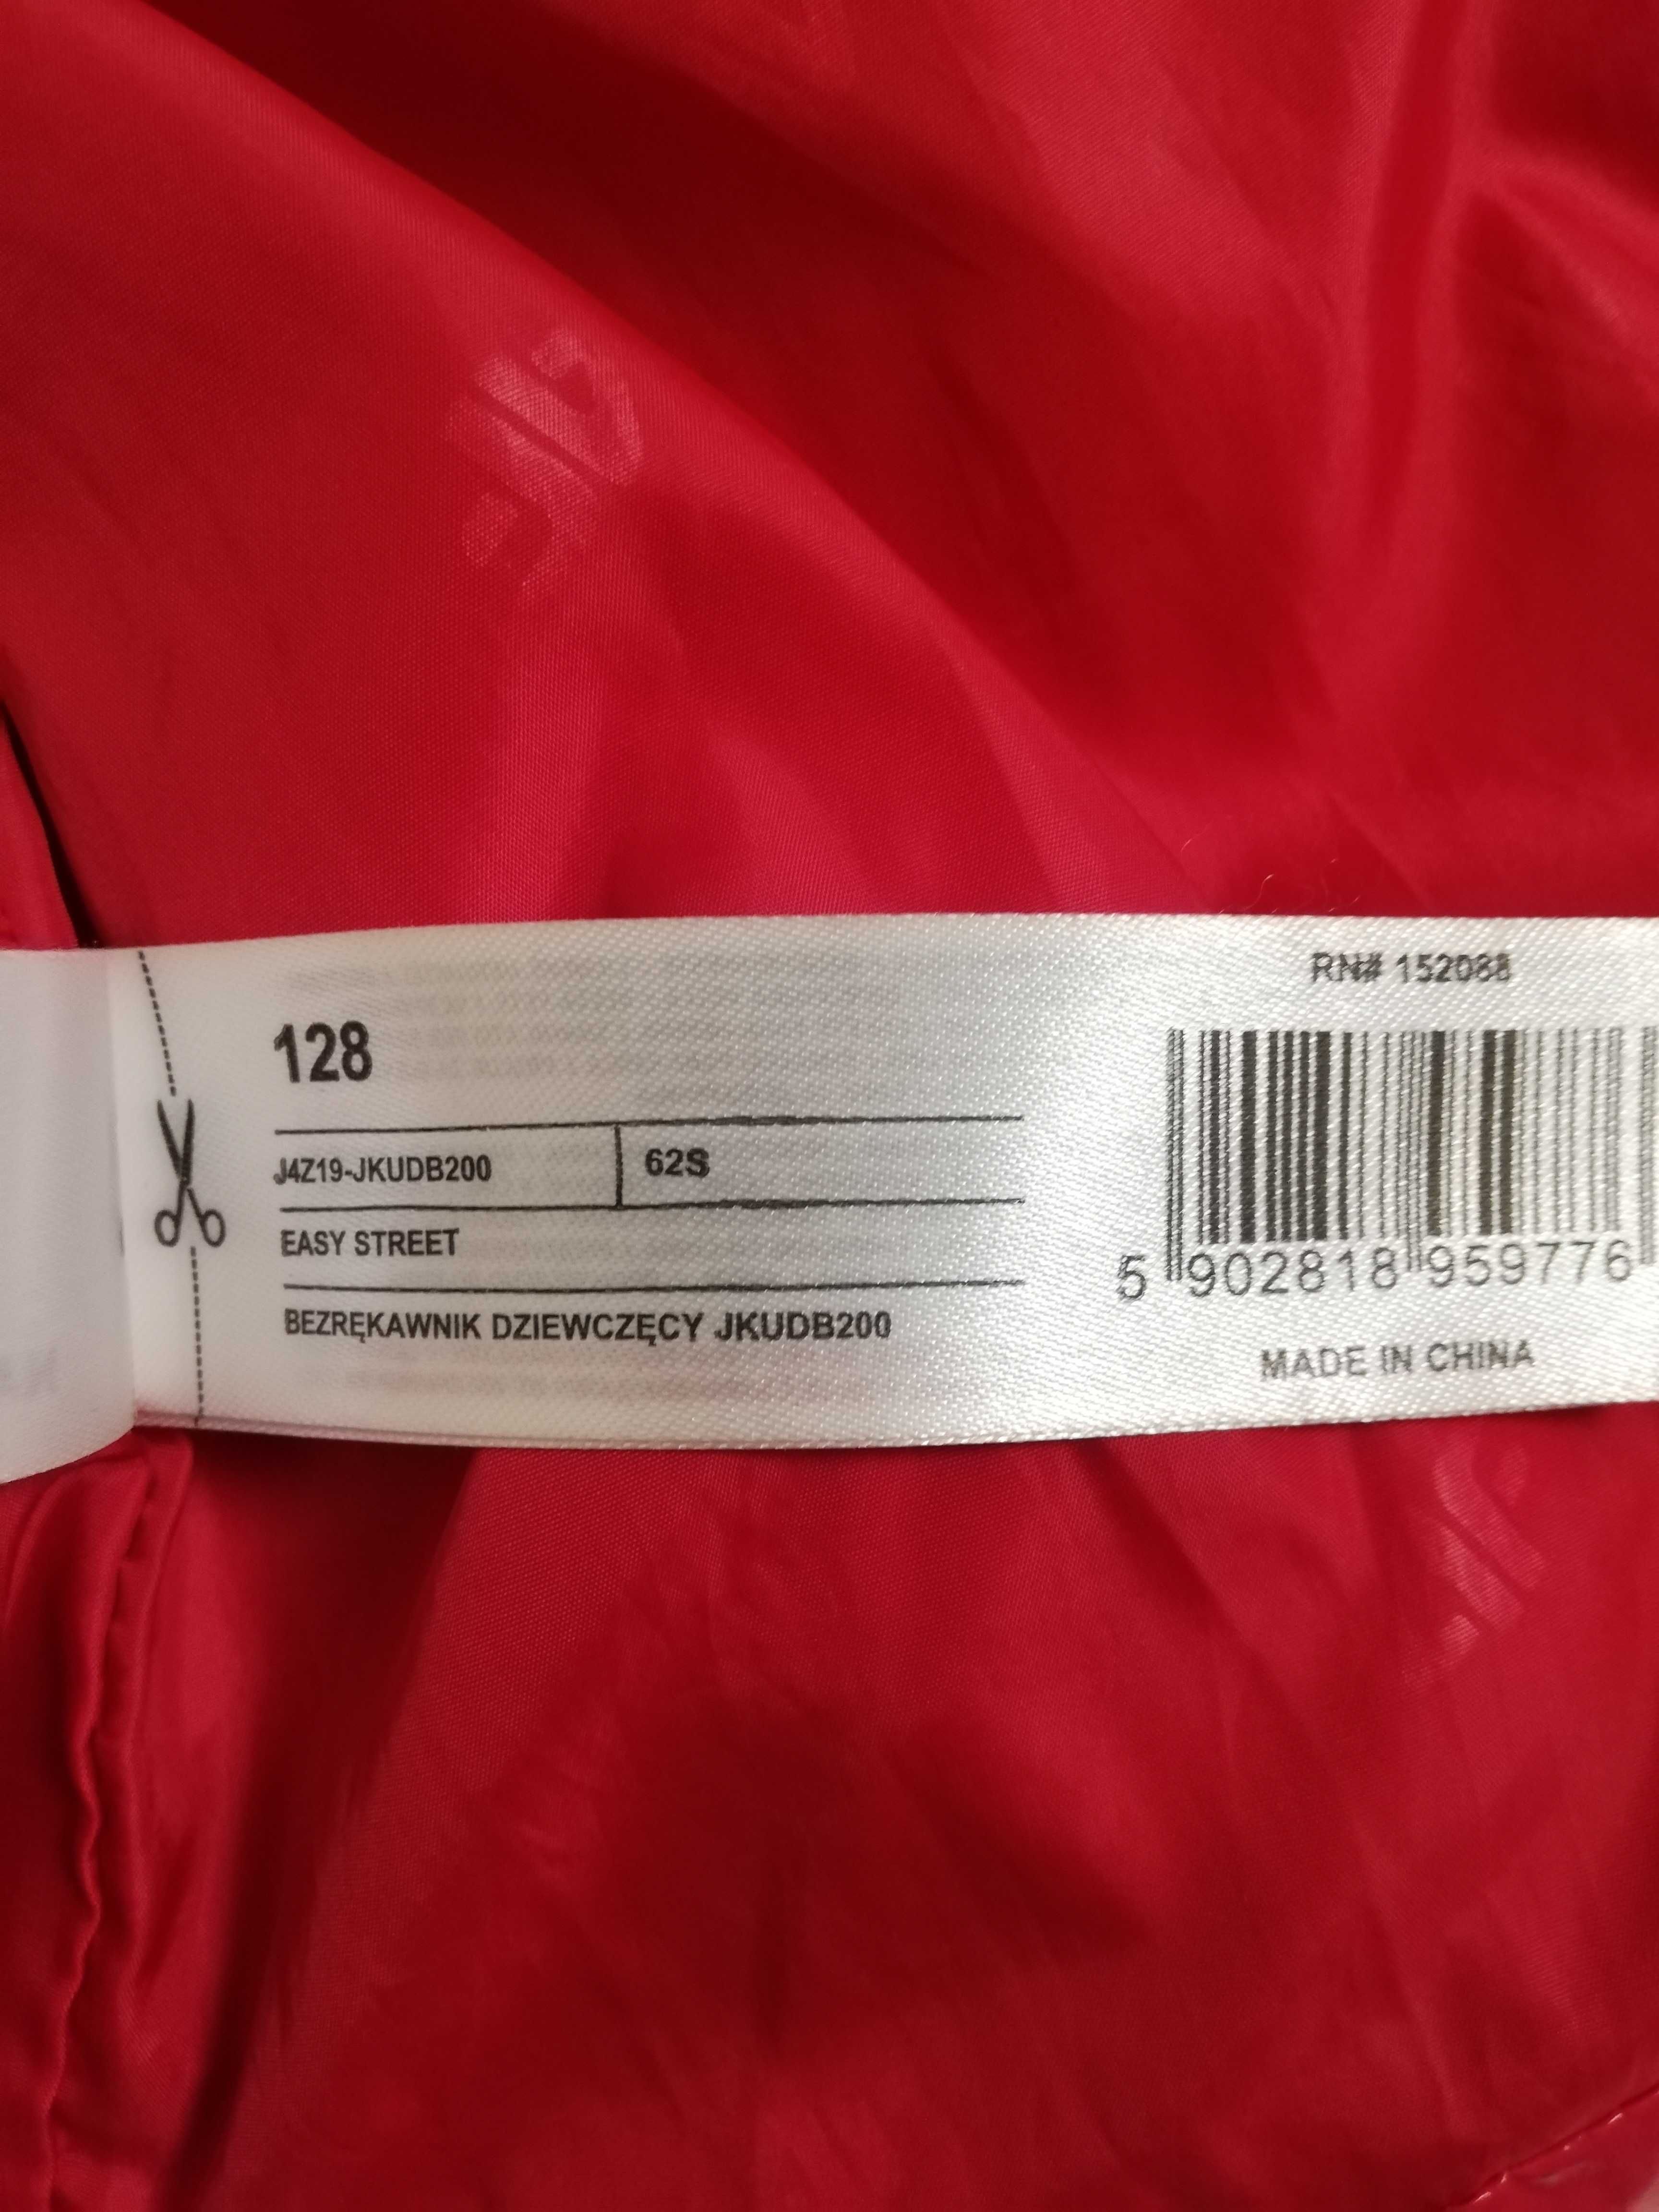 128
J4Z19-JKUDB200 62S
EASY STREET
BEZRĘKAWNIK DZIEWCZĘCY JKUDB200
RN# 152088
5 902818 959776
MADE IN CHINA